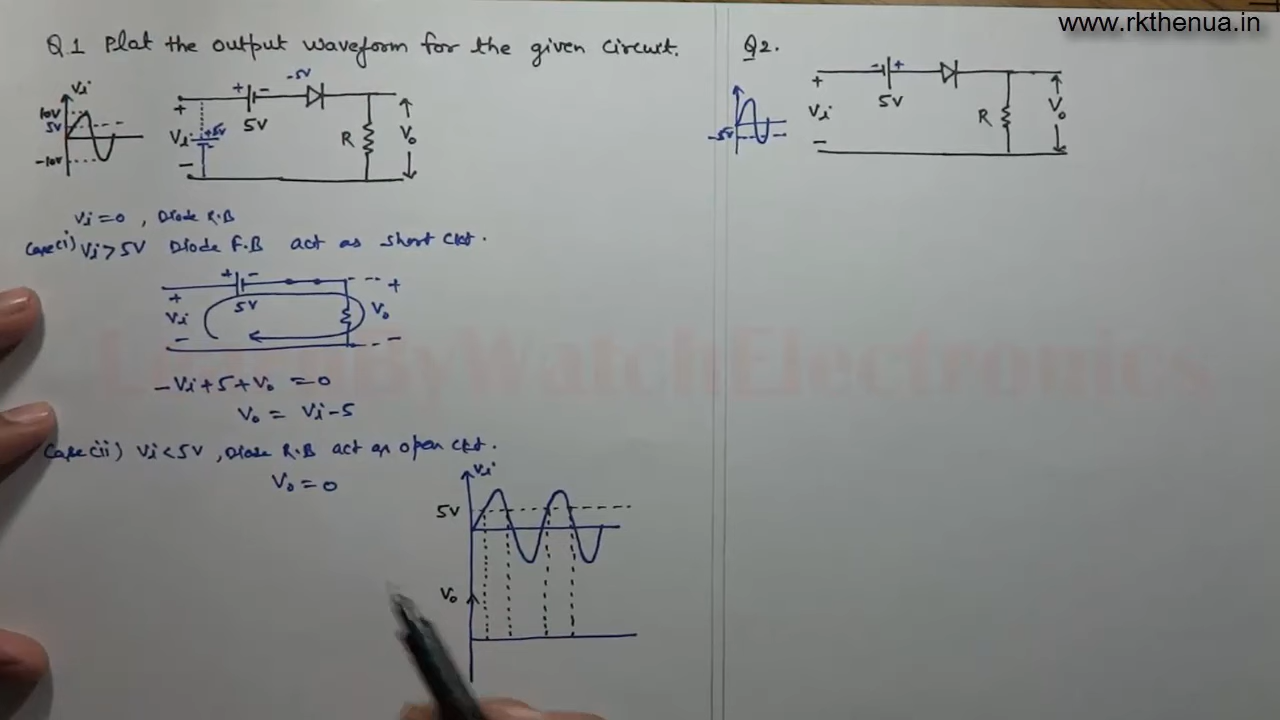 www.rkthenua.in
Q.1 Plot the output waveform for the given circuit.
Vi
10V
5V
-10V
+ -
-5V
5V
+
Vi
+5V
-
-
R
Vo
Vi=0 , Diode R.B
Case(i) Vi>5V Diode F.B act as short Ckt.
+ -
5V
+
Vi
-
+
Vo
-
-Vi+5+Vo =0
Vo = Vi-5
Case(ii) Vi<5V , Diode R.B act as open Ckt.
Vo=0
Vi
5V
Vo
Q2.
-5V
- +
5V
+
Vi
-
R
Vo
LearnByWatchElectronics